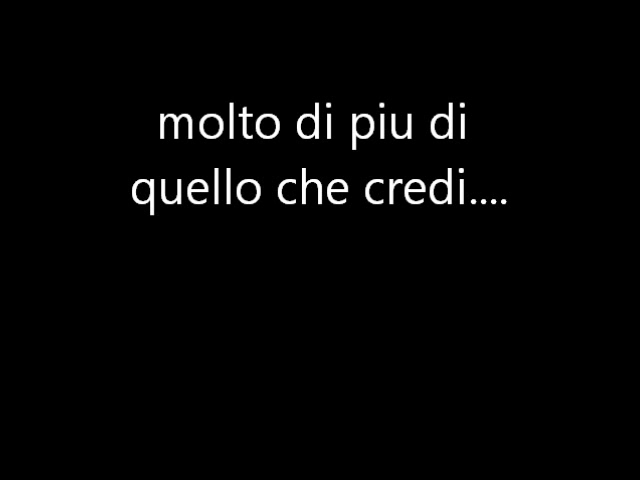 molto di piu di
quello che credi....